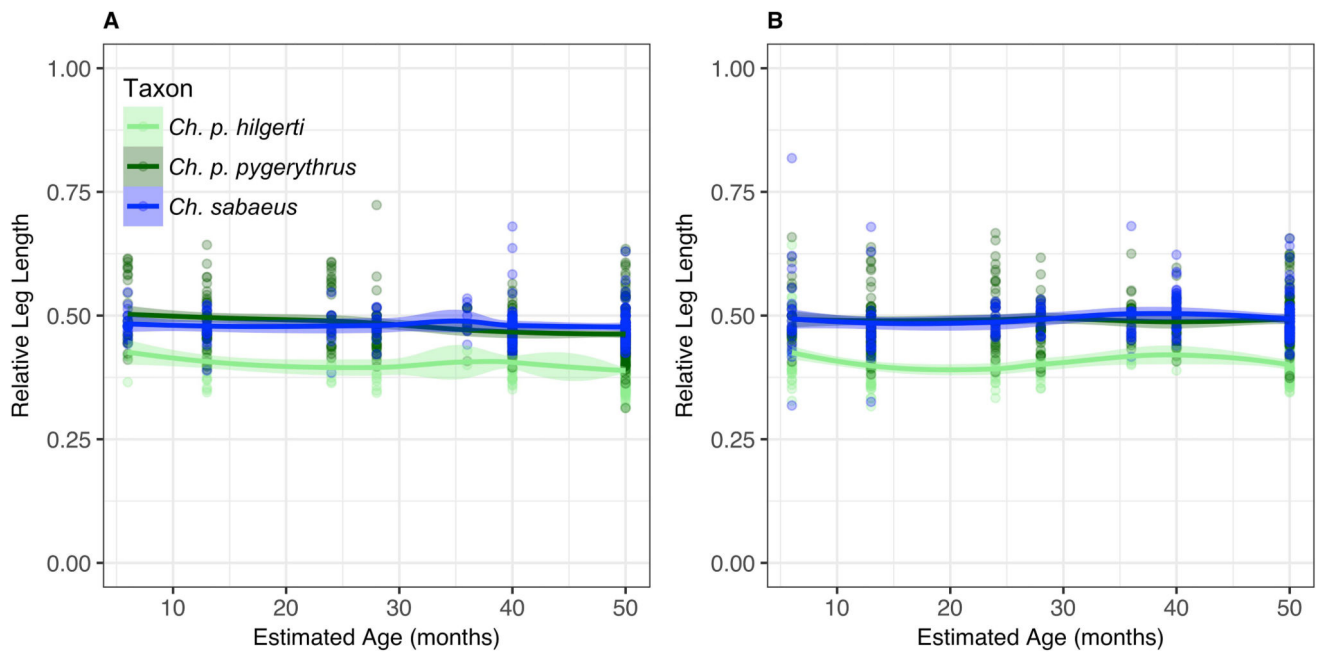 A
B
1.00
0.75
0.50
0.25
0.00
Relative Leg Length
Taxon
Ch. p. hilgerti
Ch. p. pygerythrus
Ch. sabaeus
10 20 30 40 50
Estimated Age (months)
1.00
0.75
0.50
0.25
0.00
Relative Leg Length
10 20 30 40 50
Estimated Age (months)